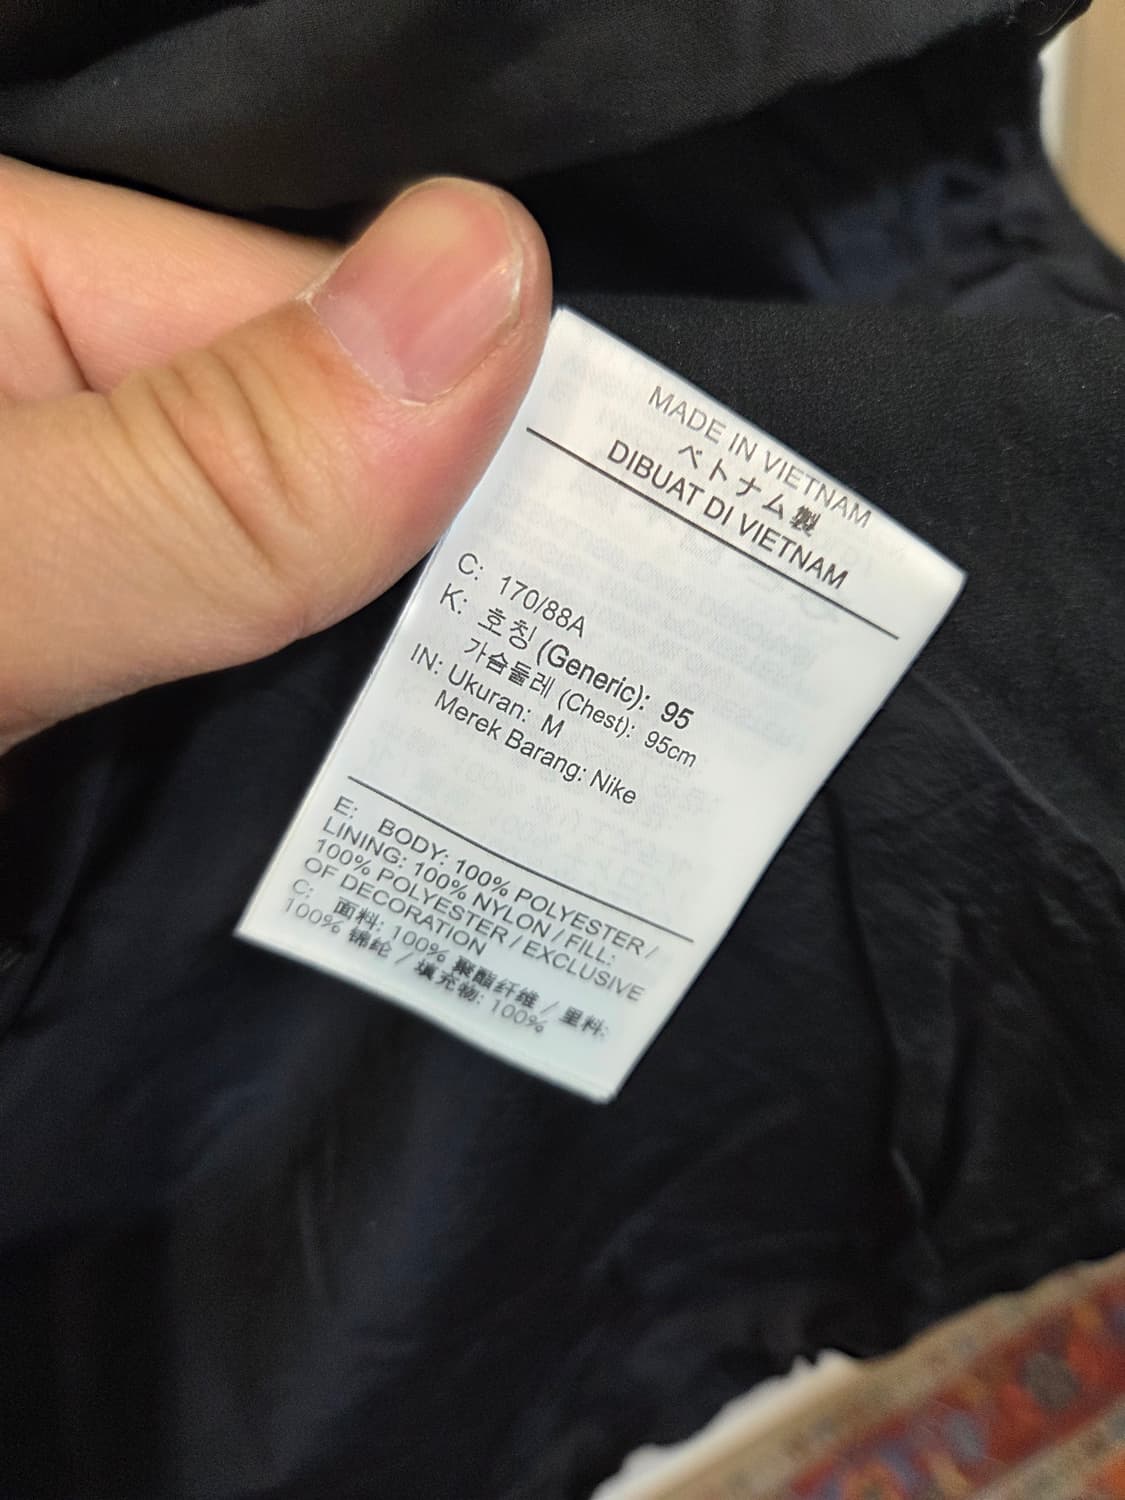 MADE IN VIETNAM
ベトナム製
DIBUAT DI VIETNAM
C: 170/88A
K: 호칭 (Generic): 95
가슴둘레 (Chest): 95cm
IN: Ukuran: M
Merek Barang: Nike
E: BODY: 100% POLYESTER /
LINING: 100% NYLON / FILL:
100% POLYESTER / EXCLUSIVE
OF DECORATION
C: 面料: 100% 聚酯纤维 / 里料:
100% 锦纶 / 填充物: 100%